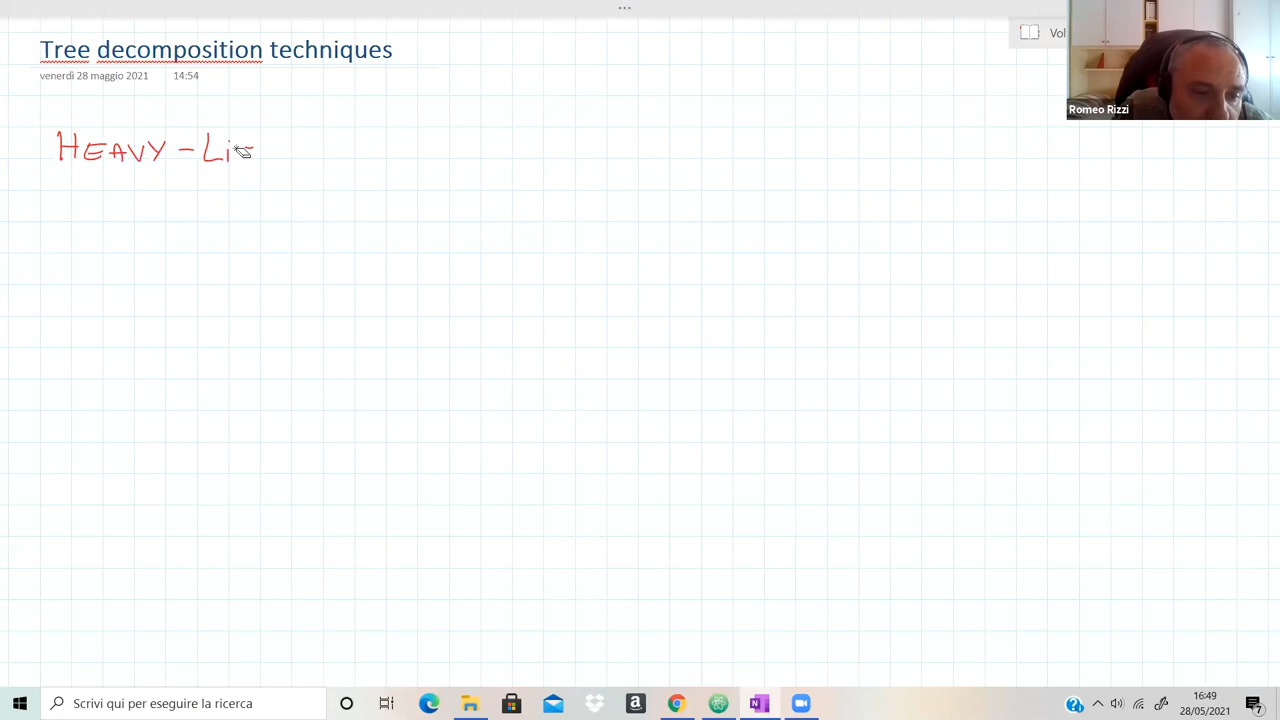 Tree decomposition techniques
venerdì 28 maggio 2021 14:54
HEAVY - Li
Vol
Romeo Rizzi
Scrivi qui per eseguire la ricerca
16:49
28/05/2021
7